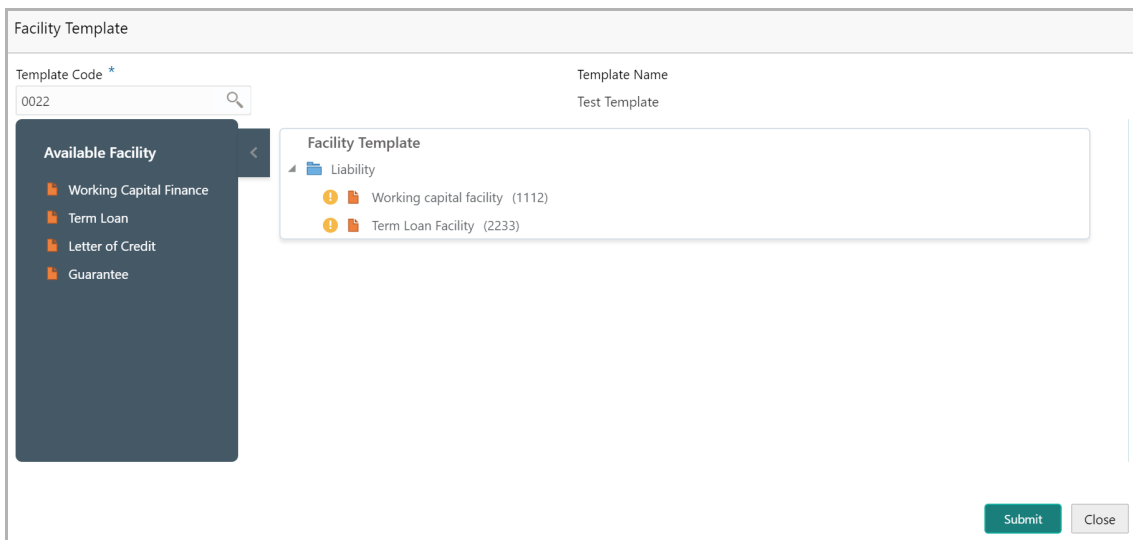 Facility Template
Template Code *
Template Name
0022
Test Template
Available Facility
Working Capital Finance
Term Loan
Letter of Credit
Guarantee
Facility Template
Liability
Working capital facility (1112)
Term Loan Facility (2233)
Submit
Close